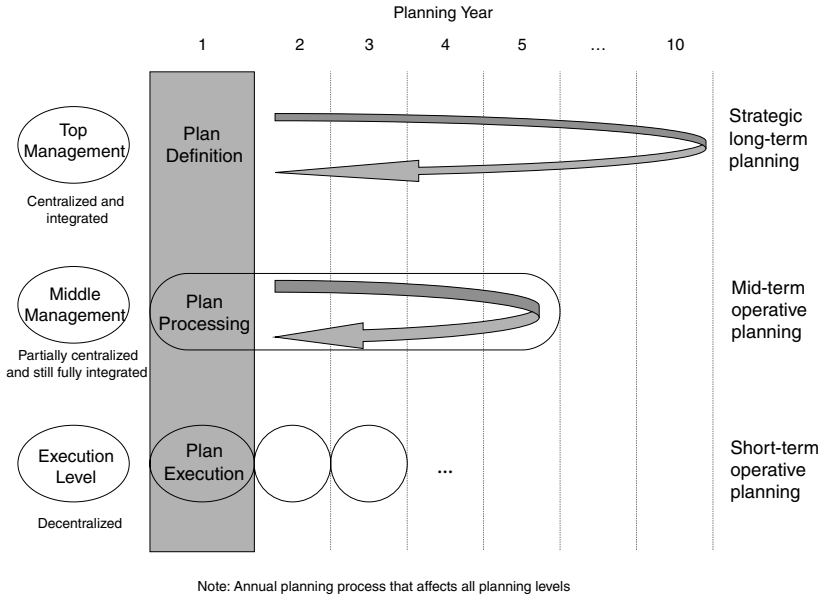 Planning Year
1 2 3 4 5 ... 10
Top
Management
Centralized and
integrated
Plan
Definition
Strategic
long-term
planning
Middle
Management
Partially centralized
and still fully integrated
Plan
Processing
Mid-term
operative
planning
Execution
Level
Decentralized
Plan
Execution
...
Short-term
operative
planning
Note: Annual planning process that affects all planning levels